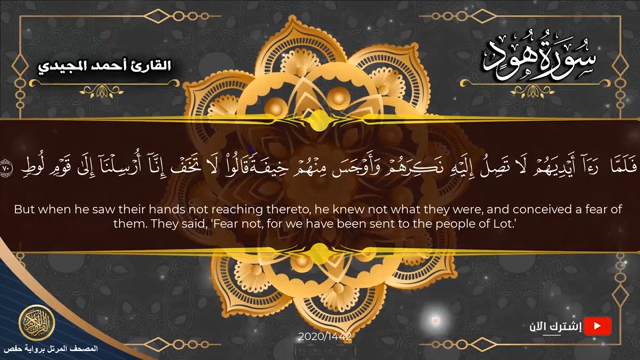 سُورَةُ هُودٍ
القارئ أحمد المجيدي
فَلَمَّا رَءَآ أَيْدِيَهُمْ لَا تَصِلُ إِلَيْهِ نَكِرَهُمْ وَأَوْجَسَ مِنْهُمْ خِيفَةً قَالُوا۟ لَا تَخَفْ إِنَّآ أُرْسِلْنَآ إِلَىٰ قَوْمِ لُوطٍ ٧٠
But when he saw their hands not reaching thereto, he knew not what they were, and conceived a fear of
them. They said, ‘Fear not, for we have been sent to the people of Lot.’
إشترك الآن
2020/1442
المصحف المرتل برواية حفص